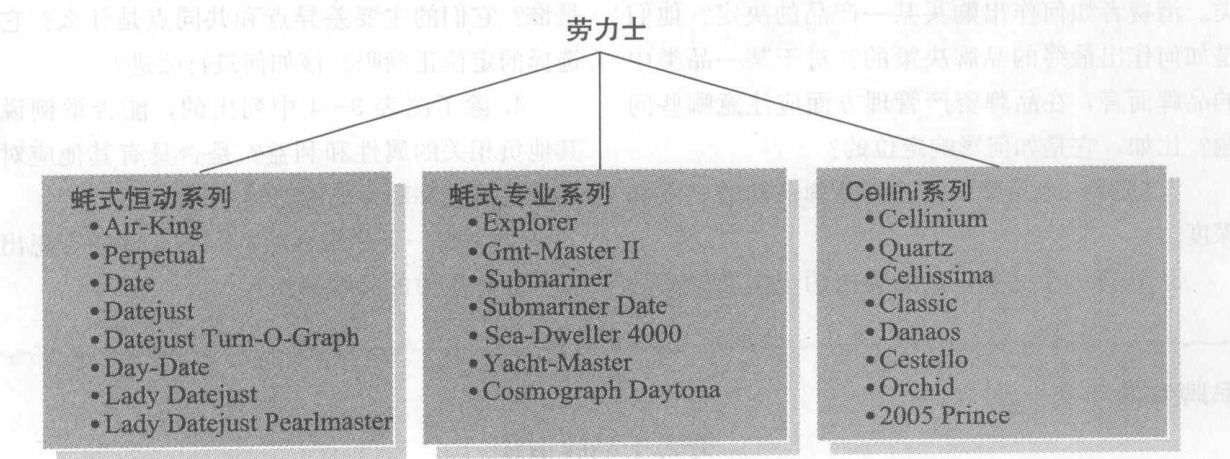 劳力士
蚝式恒动系列
•Air-King
•Perpetual
•Date
•Datejust
•Datejust Turn-O-Graph
•Day-Date
•Lady Datejust
•Lady Datejust Pearlmaster
蚝式专业系列
•Explorer
•Gmt-Master II
•Submariner
•Submariner Date
•Sea-Dweller 4000
•Yacht-Master
•Cosmograph Daytona
Cellini系列
•Cellinium
•Quartz
•Cellissima
•Classic
•Danaos
•Cestello
•Orchid
•2005 Prince